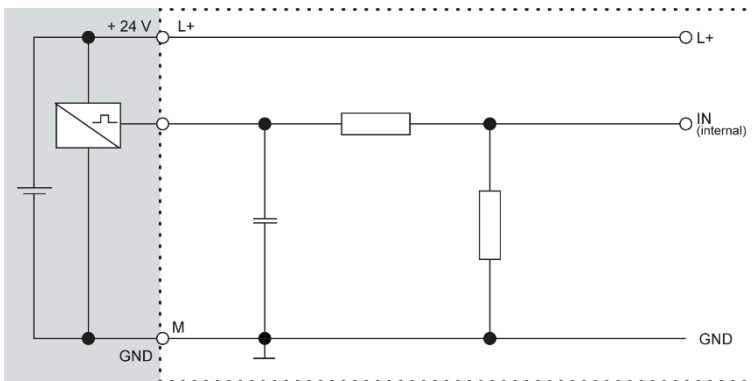 + 24 V
L+
L+
IN
(internal)
M
GND
GND